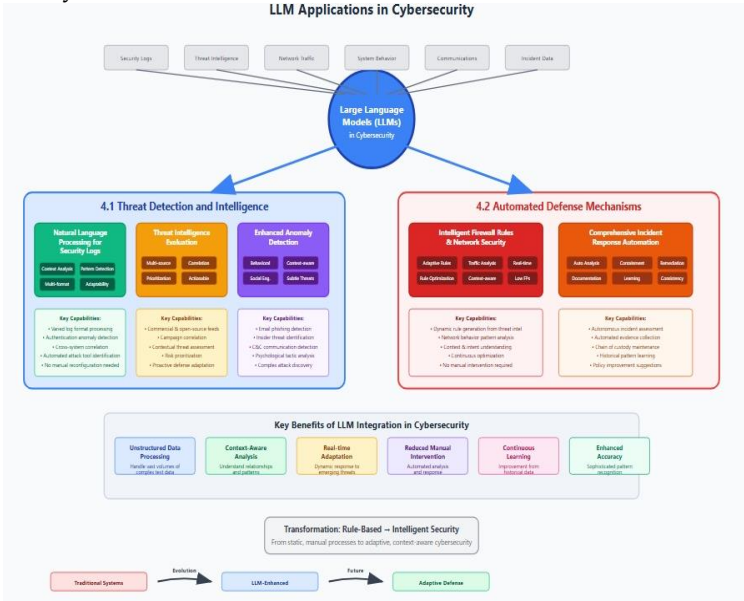 LLM Applications in Cybersecurity
Security Logs
Threat Intelligence
Network Traffic
System Behavior
Communications
Incident Data
Large Language
Models (LLMs)
in Cybersecurity
4.1 Threat Detection and Intelligence
Natural Language
Processing for
Security Logs
Context Analysis
Pattern Detection
Multi-format
Adaptability
Threat Intelligence
Evaluation
Multi-source
Correlation
Prioritization
Actionable
Enhanced Anomaly
Detection
Behavioral
Context-aware
Social Eng.
Subtle Threats
Key Capabilities:
• Varied log format processing
• Authentication anomaly detection
• Cross-system correlation
• Automated attack tool identification
• No manual reconfiguration needed
Key Capabilities:
• Commercial & open-source feeds
• Campaign correlation
• Contextual threat assessment
• Risk prioritization
• Proactive defense adaptation
Key Capabilities:
• Email phishing detection
• Insider threat identification
• C&C communication detection
• Psychological tactic analysis
• Complex attack discovery
4.2 Automated Defense Mechanisms
Intelligent Firewall Rules
& Network Security
Adaptive Rules
Traffic Analysis
Real-time
Rule Optimization
Context-aware
Low FPs
Comprehensive Incident
Response Automation
Auto Analysis
Containment
Remediation
Documentation
Learning
Consistency
Key Capabilities:
• Dynamic rule generation from threat intel
• Network behavior pattern analysis
• Context & intent understanding
• Continuous optimization
• No manual intervention required
Key Capabilities:
• Autonomous incident assessment
• Automated evidence collection
• Chain of custody maintenance
• Historical pattern learning
• Policy improvement suggestions
Key Benefits of LLM Integration in Cybersecurity
Unstructured Data
Processing
Handle vast volumes of
complex text data
Context-Aware
Analysis
Understand relationships
and patterns
Real-time
Adaptation
Dynamic response to
emerging threats
Reduced Manual
Intervention
Automated analysis
and response
Continuous
Learning
Improvement from
historical data
Enhanced
Accuracy
Sophisticated pattern
recognition
Transformation: Rule-Based → Intelligent Security
From static, manual processes to adaptive, context-aware cybersecurity
Traditional Systems
Evolution
LLM-Enhanced
Future
Adaptive Defense